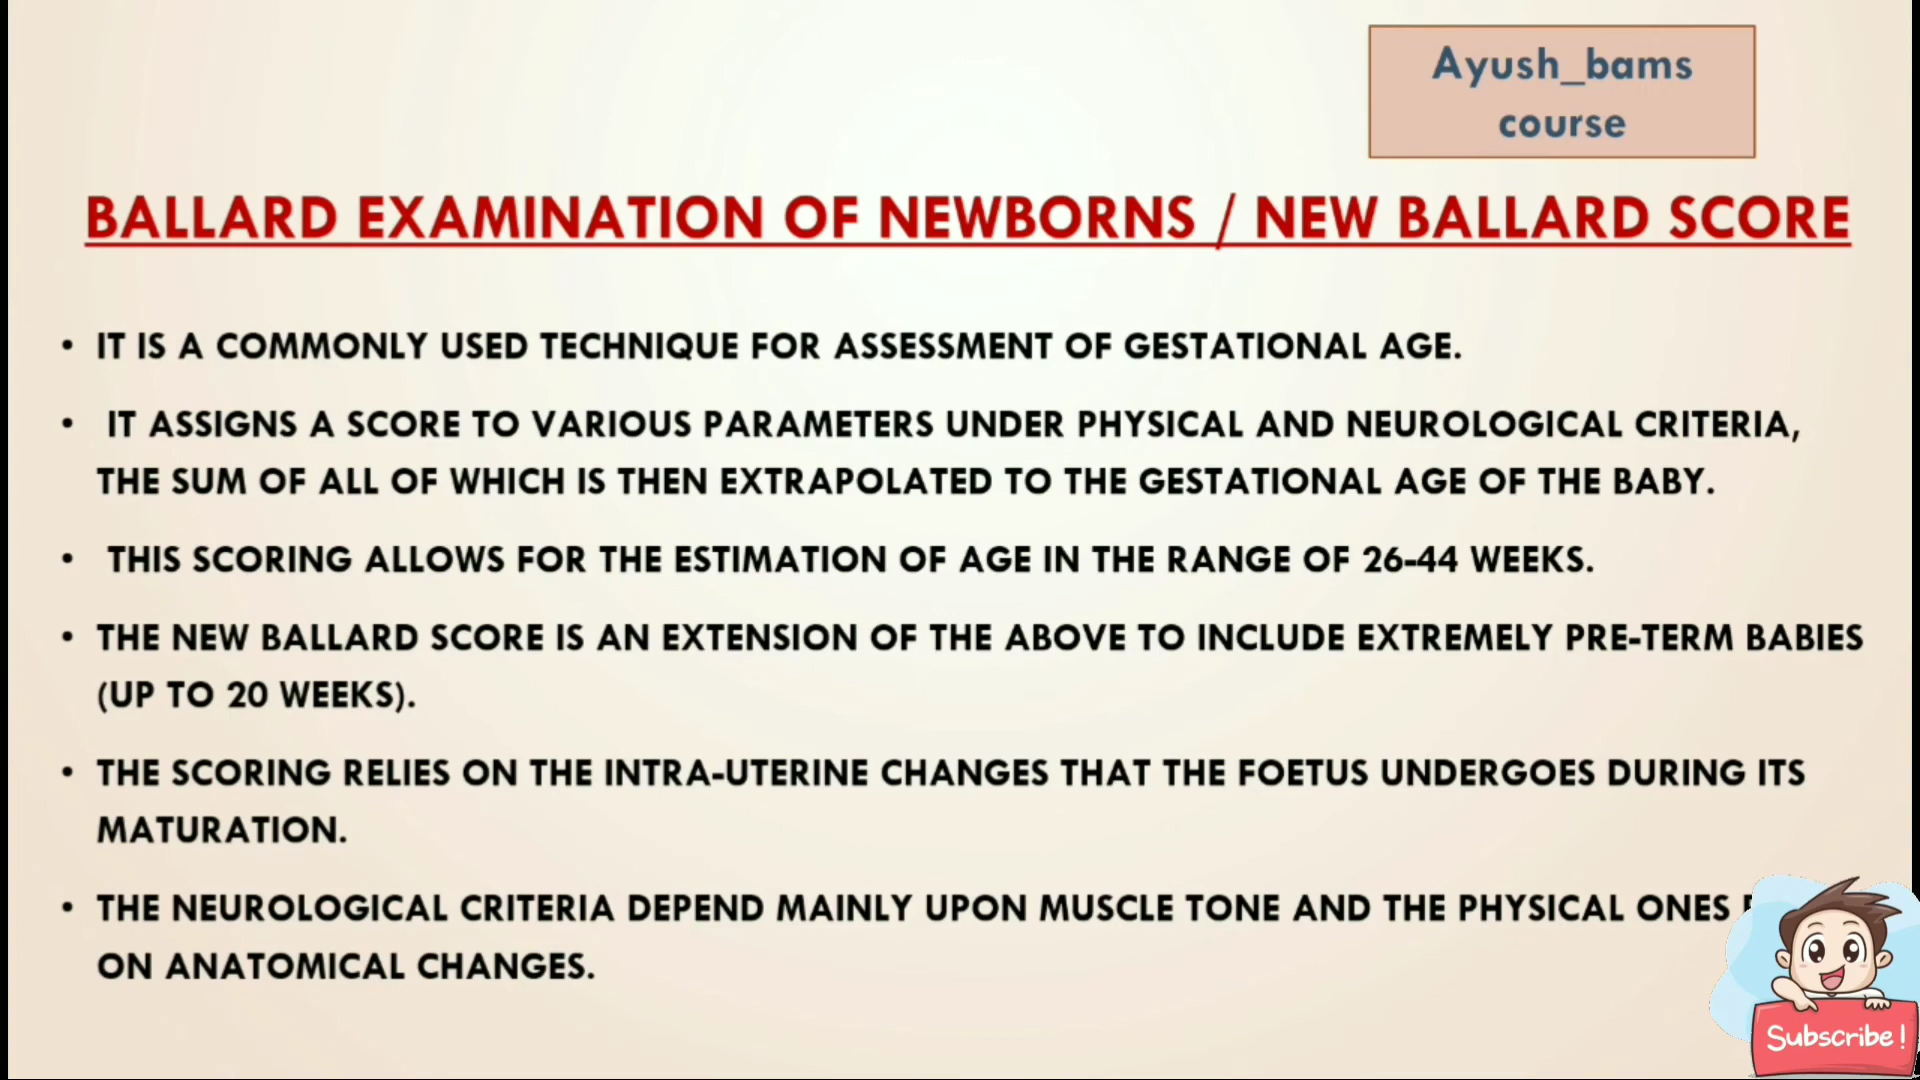 Ayush_bams
course
BALLARD EXAMINATION OF NEWBORNS / NEW BALLARD SCORE
• IT IS A COMMONLY USED TECHNIQUE FOR ASSESSMENT OF GESTATIONAL AGE.
• IT ASSIGNS A SCORE TO VARIOUS PARAMETERS UNDER PHYSICAL AND NEUROLOGICAL CRITERIA,
THE SUM OF ALL OF WHICH IS THEN EXTRAPOLATED TO THE GESTATIONAL AGE OF THE BABY.
• THIS SCORING ALLOWS FOR THE ESTIMATION OF AGE IN THE RANGE OF 26-44 WEEKS.
• THE NEW BALLARD SCORE IS AN EXTENSION OF THE ABOVE TO INCLUDE EXTREMELY PRE-TERM BABIES
(UP TO 20 WEEKS).
• THE SCORING RELIES ON THE INTRA-UTERINE CHANGES THAT THE FOETUS UNDERGOES DURING ITS
MATURATION.
• THE NEUROLOGICAL CRITERIA DEPEND MAINLY UPON MUSCLE TONE AND THE PHYSICAL ONES
ON ANATOMICAL CHANGES.
Subscribe!